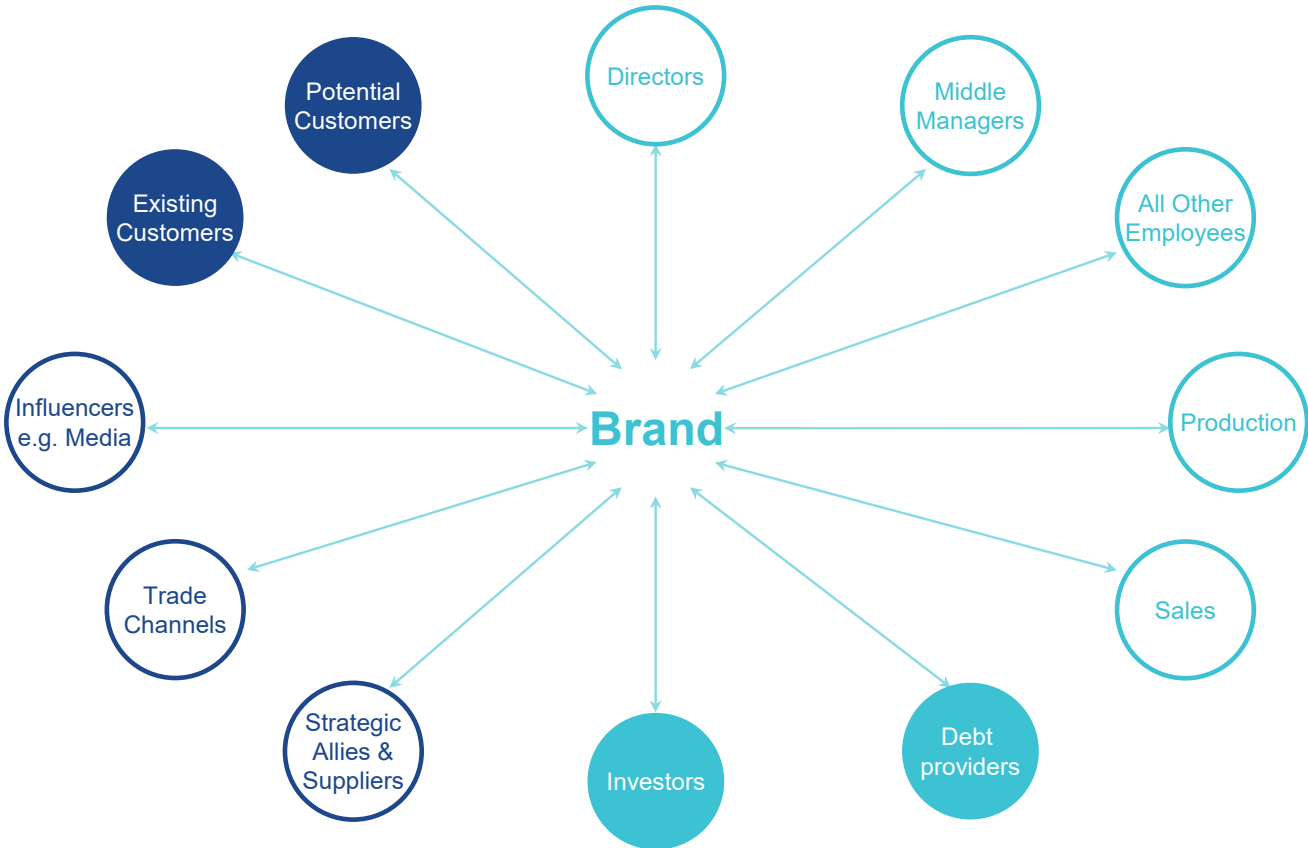 Directors
Potential
Customers
Middle
Managers
Existing
Customers
All Other
Employees
Influencers
e.g. Media
Brand
Production
Trade
Channels
Sales
Strategic
Allies &
Suppliers
Investors
Debt
providers